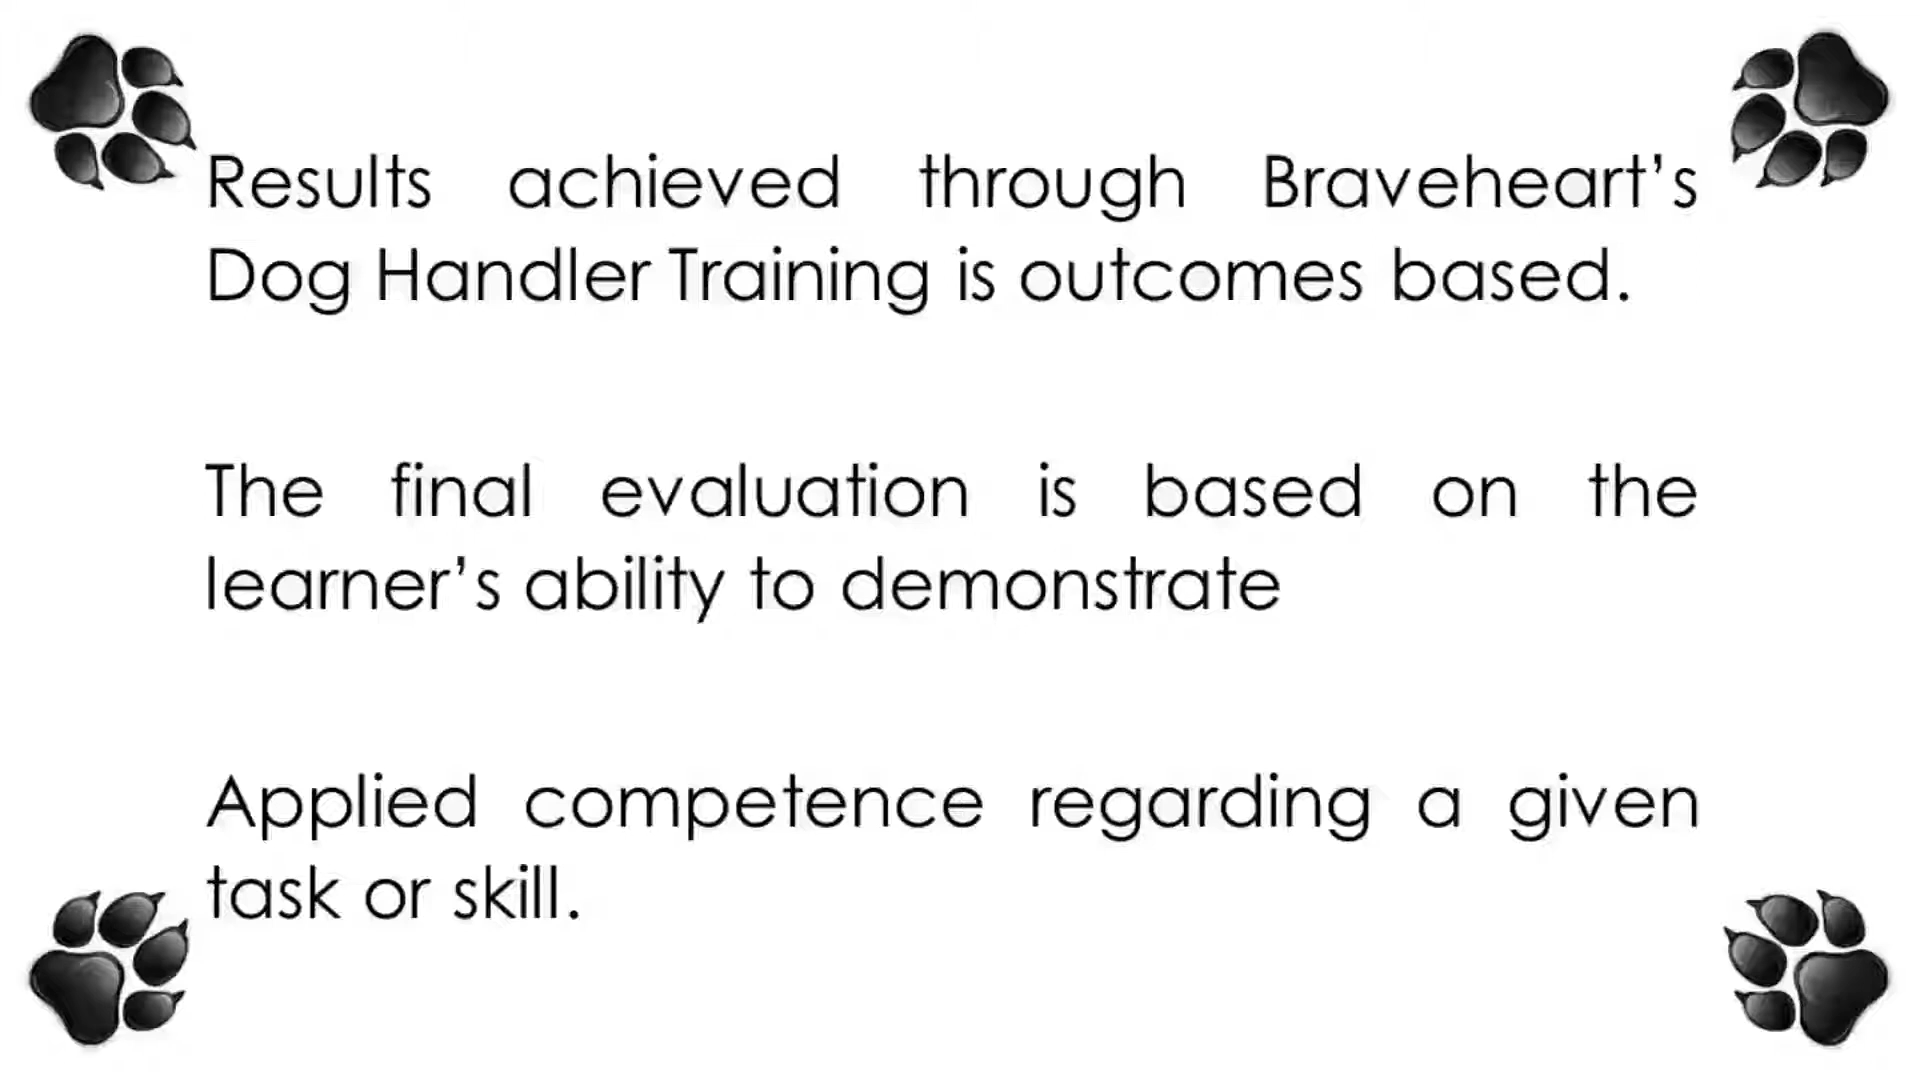 Results achieved through Braveheart’s
Dog Handler Training is outcomes based.
The final evaluation is based on the
learner’s ability to demonstrate
Applied competence regarding a given
task or skill.